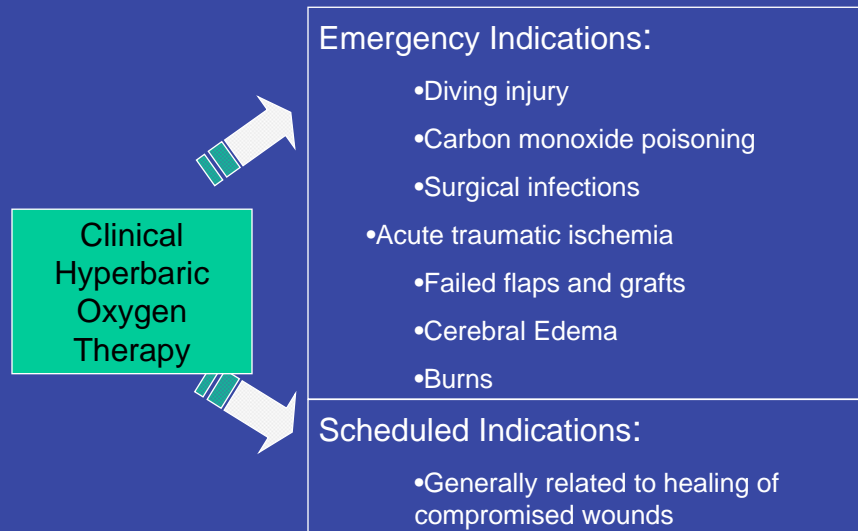 Clinical
Hyperbaric
Oxygen
Therapy
Emergency Indications:
•Diving injury
•Carbon monoxide poisoning
•Surgical infections
•Acute traumatic ischemia
•Failed flaps and grafts
•Cerebral Edema
•Burns
Scheduled Indications:
•Generally related to healing of
compromised wounds